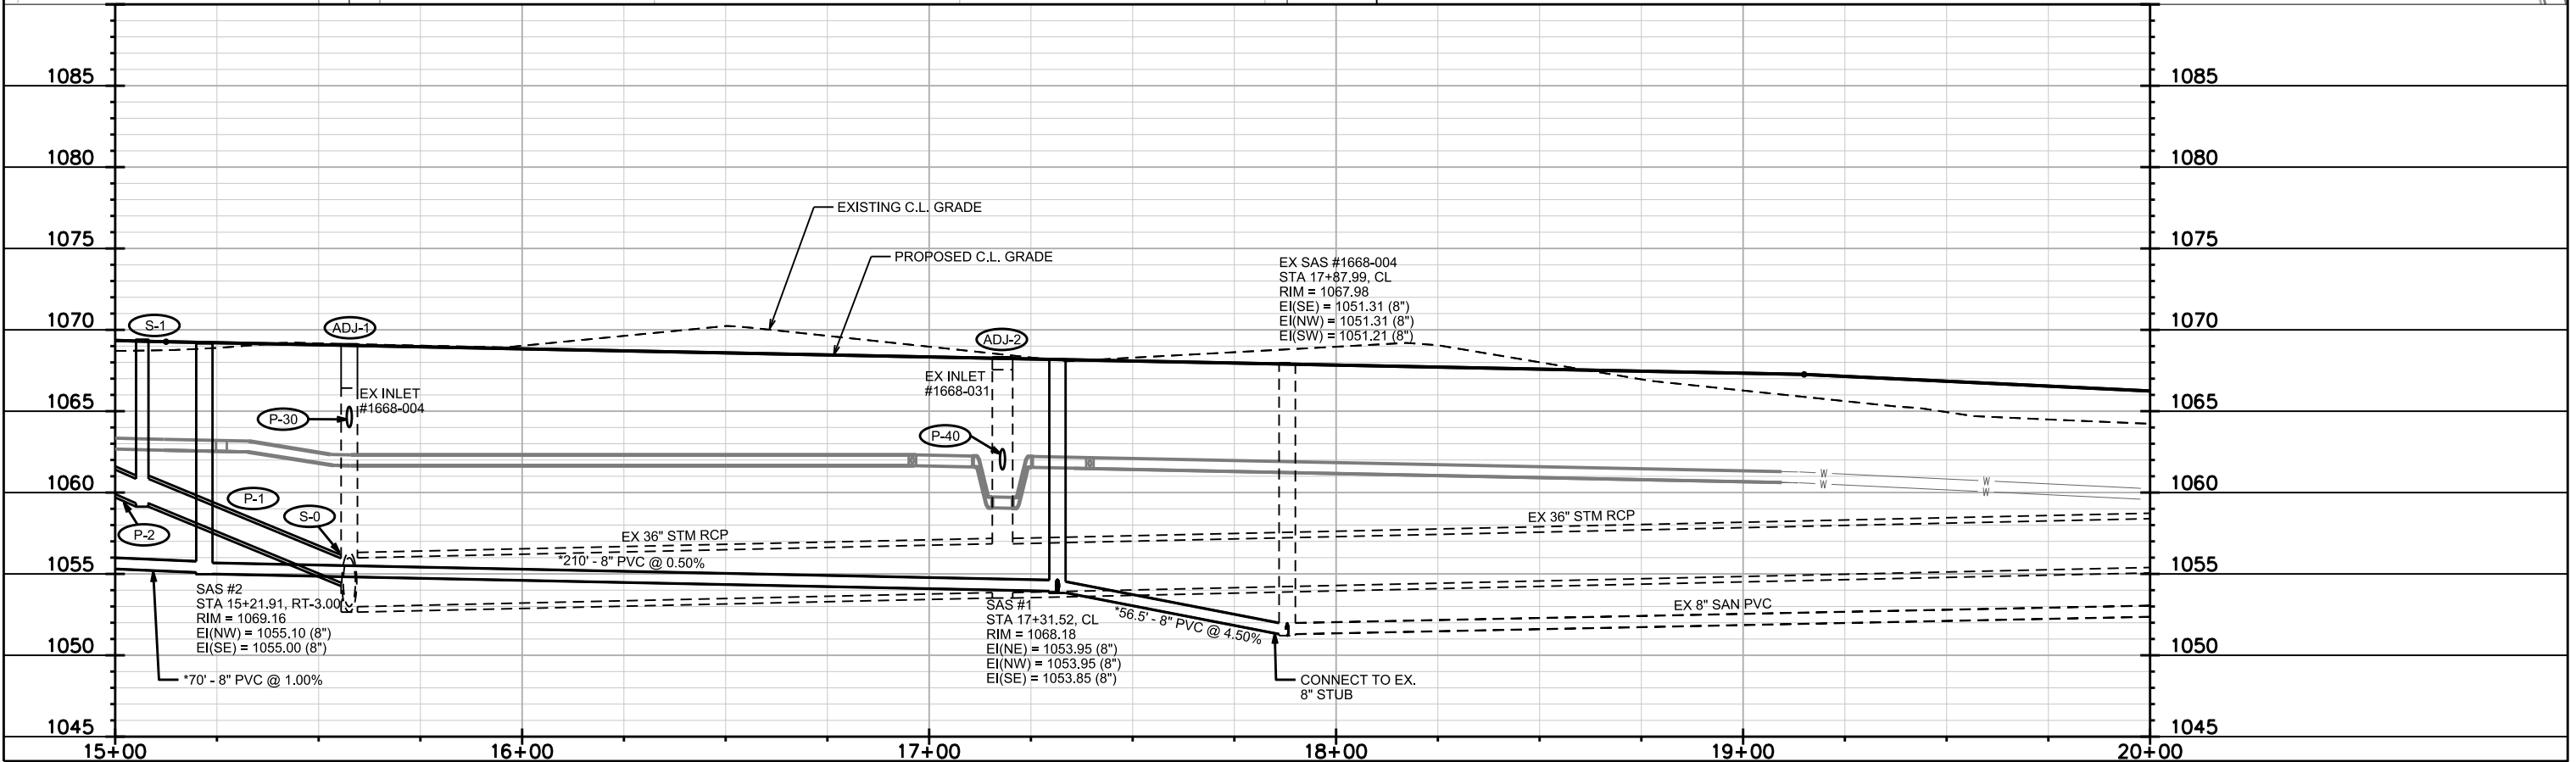 1085
1085
1080
1080
EXISTING C.L. GRADE
1075
1075
PROPOSED C.L. GRADE
EX SAS #1668-004
STA 17+87.99, CL
RIM = 1067.98
EI(SE) = 1051.31 (8")
EI(NW) = 1051.31 (8")
EI(SW) = 1051.21 (8")
1070
S-1
ADJ-1
ADJ-2
1070
EX INLET
#1668-004
EX INLET
#1668-031
1065
P-30
P-40
1065
W
W
W
W
1060
P-1
S-0
P-2
1060
EX 36" STM RCP
EX 36" STM RCP
1055
*210' - 8" PVC @ 0.50%
1055
SAS #2
STA 15+21.91, RT-3.00
RIM = 1069.16
EI(NW) = 1055.10 (8")
EI(SE) = 1055.00 (8")
SAS #1
STA 17+31.52, CL
RIM = 1068.18
EI(NE) = 1053.95 (8")
EI(NW) = 1053.95 (8")
EI(SE) = 1053.85 (8")
*56.5' - 8" PVC @ 4.50%
EX 8" SAN PVC
1050
1050
*70' - 8" PVC @ 1.00%
CONNECT TO EX.
8" STUB
1045
1045
15+00
16+00
17+00
18+00
19+00
20+00